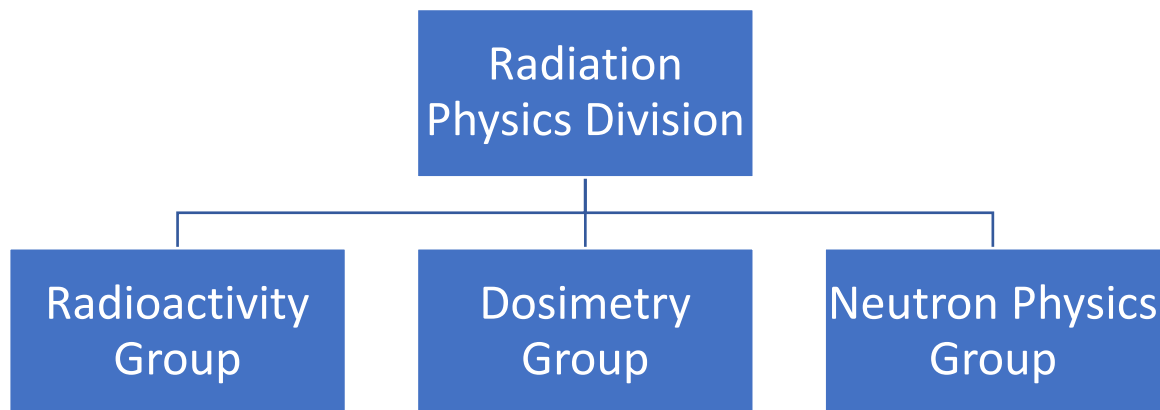 Radiation
Physics Division
Radioactivity
Group
Dosimetry
Group
Neutron Physics
Group